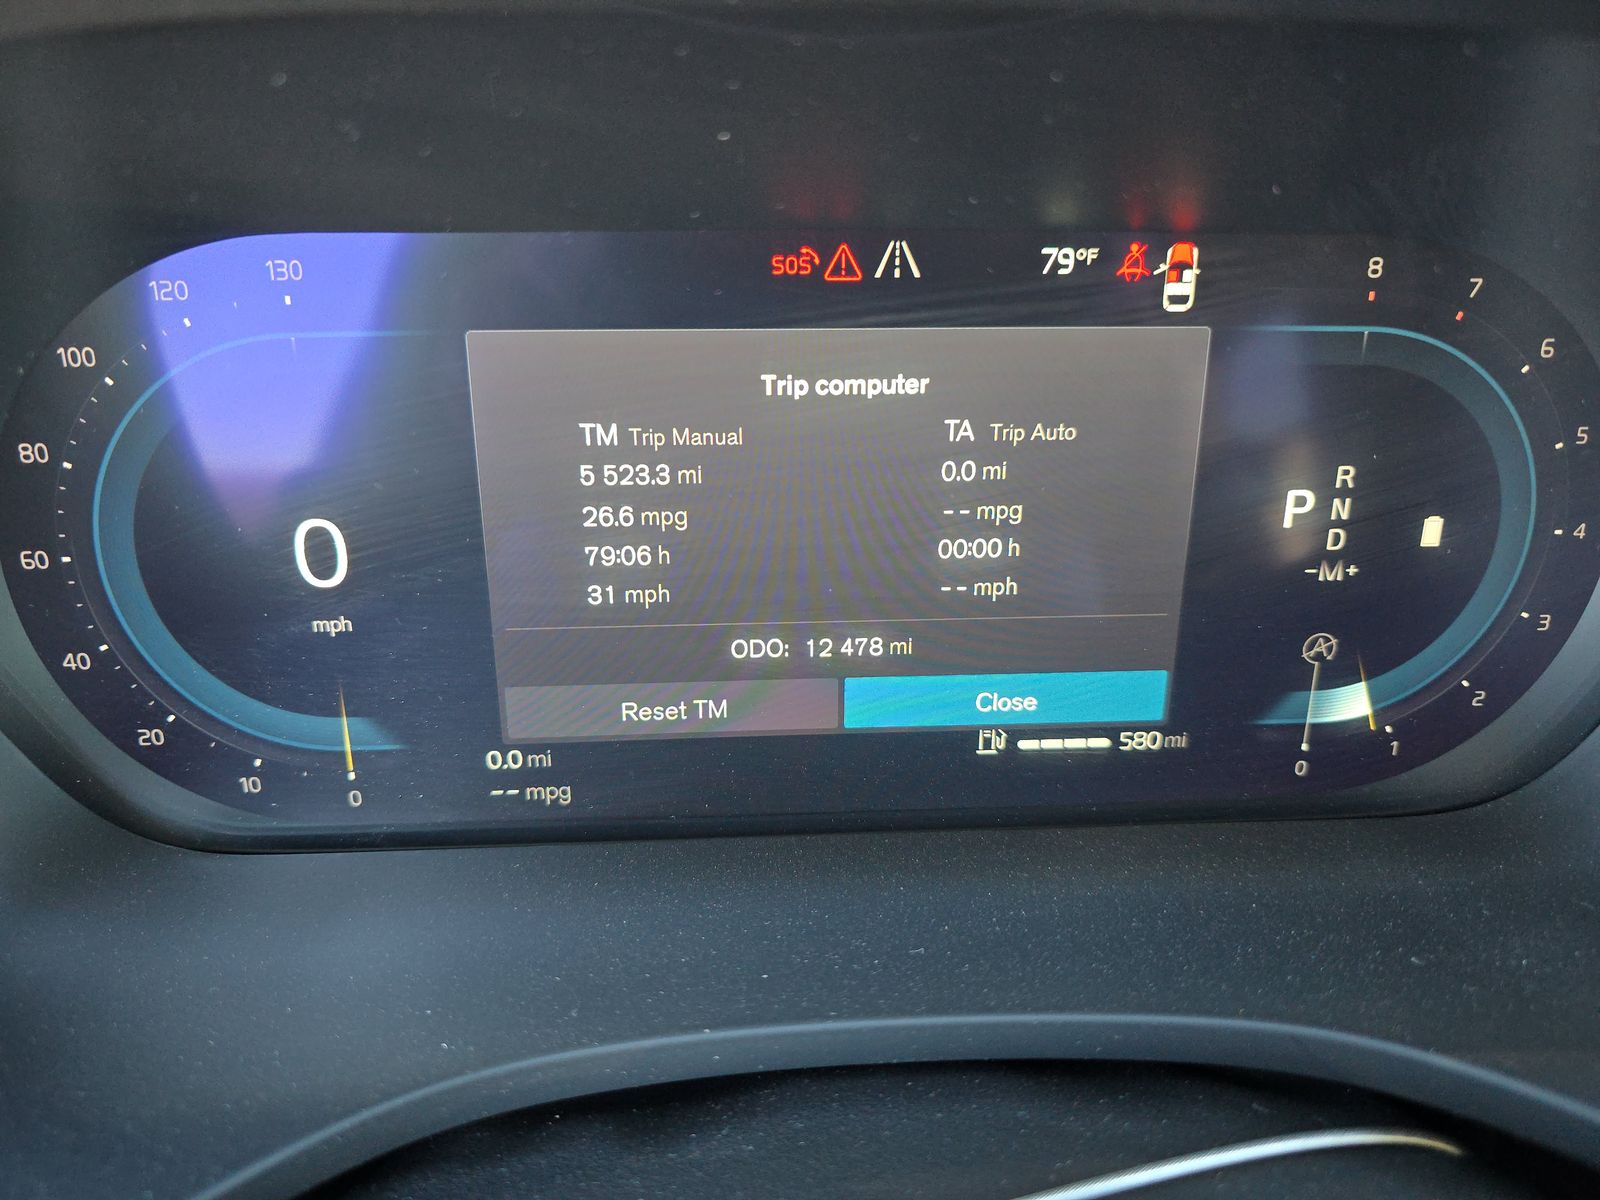 SOS
79°F
Trip computer
TM Trip Manual
5 523.3 mi
26.6 mpg
79:06 h
31 mph
TA Trip Auto
0.0 mi
-- mpg
00:00 h
-- mph
ODO: 12 478 mi
Reset TM
Close
0.0 mi
-- mpg
580 mi
130
120
100
80
60
40
20
10
0
0
mph
P
R
N
D
-M+
A
8
7
6
5
4
3
2
1
0